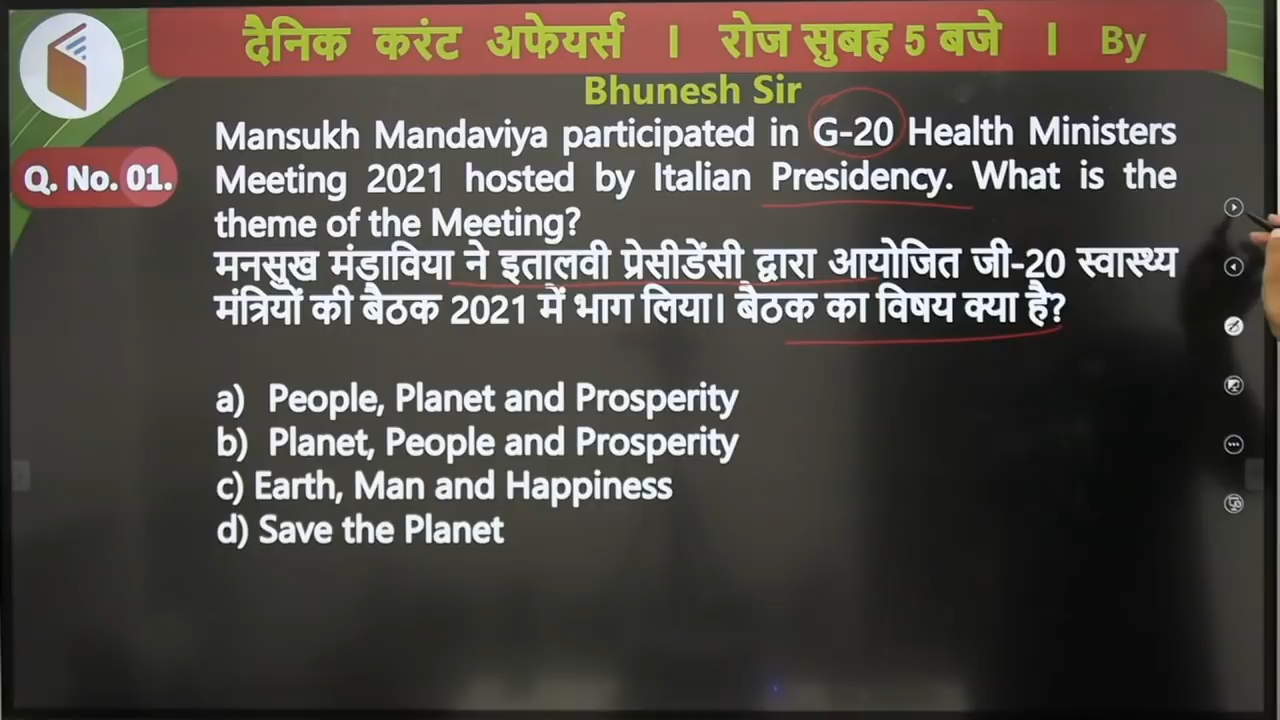 दैनिक करंट अफेयर्स । रोज सुबह 5 बजे । By
Bhunesh Sir
Q. No. 01.
Mansukh Mandaviya participated in G-20 Health Ministers
Meeting 2021 hosted by Italian Presidency. What is the
theme of the Meeting?
मनसुख मंडाविया ने इतालवी प्रेसीडेंसी द्वारा आयोजित जी-20 स्वास्थ्य
मंत्रियों की बैठक 2021 में भाग लिया। बैठक का विषय क्या है?
a) People, Planet and Prosperity
b) Planet, People and Prosperity
c) Earth, Man and Happiness
d) Save the Planet